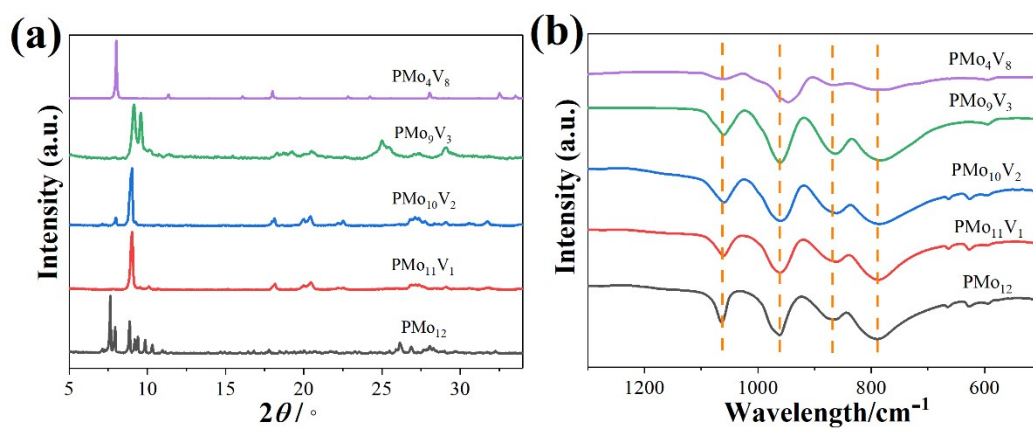 (a)
PMo₄V₈
PMo₉V₃
PMo₁₀V₂
PMo₁₁V₁
PMo₁₂
Intensity (a.u.)
5 10 15 20 25 30
2θ / °
(b)
PMo₄V₈
PMo₉V₃
PMo₁₀V₂
PMo₁₁V₁
PMo₁₂
Intensity (a.u.)
1200 1000 800 600
Wavelength/cm⁻¹